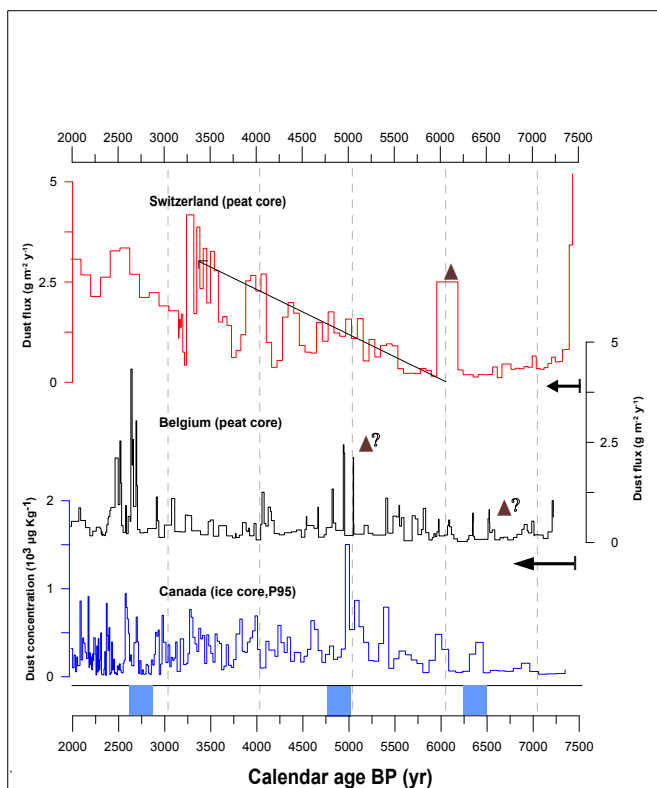 2000 2500 3000 3500 4000 4500 5000 5500 6000 6500 7000 7500
5
2.5
0
Dust flux (g m-2 y-1)
Switzerland (peat core)
5
2.5
0
Dust flux (g m-2 y-1)
Belgium (peat core)
?
?
2
1
0
Dust concentration (10³ µg Kg-1)
Canada (ice core,P95)
2000 2500 3000 3500 4000 4500 5000 5500 6000 6500 7000 7500
Calendar age BP (yr)